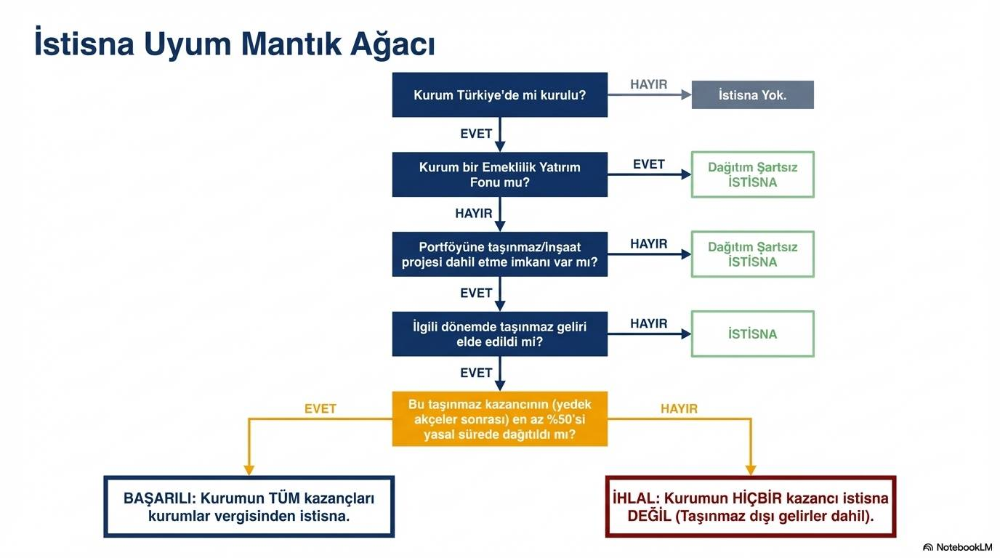 İstisna Uyum Mantık Ağacı
Kurum Türkiye'de mi kurulu?
HAYIR
İstisna Yok.
EVET
Kurum bir Emeklilik Yatırım
Fonu mu?
EVET
Dağıtım Şartsız
İSTİSNA
HAYIR
Portföyüne taşınmaz/inşaat
projesi dahil etme imkanı var mı?
HAYIR
Dağıtım Şartsız
İSTİSNA
EVET
İlgili dönemde taşınmaz geliri
elde edildi mi?
HAYIR
İSTİSNA
EVET
Bu taşınmaz kazancının (yedek
akçeler sonrası) en az %50'si
yasal sürede dağıtıldı mı?
EVET
HAYIR
BAŞARILI: Kurumun TÜM kazançları
kurumlar vergisinden istisna.
İHLAL: Kurumun HİÇBİR kazancı istisna
DEĞİL (Taşınmaz dışı gelirler dahil).
NotebookLM